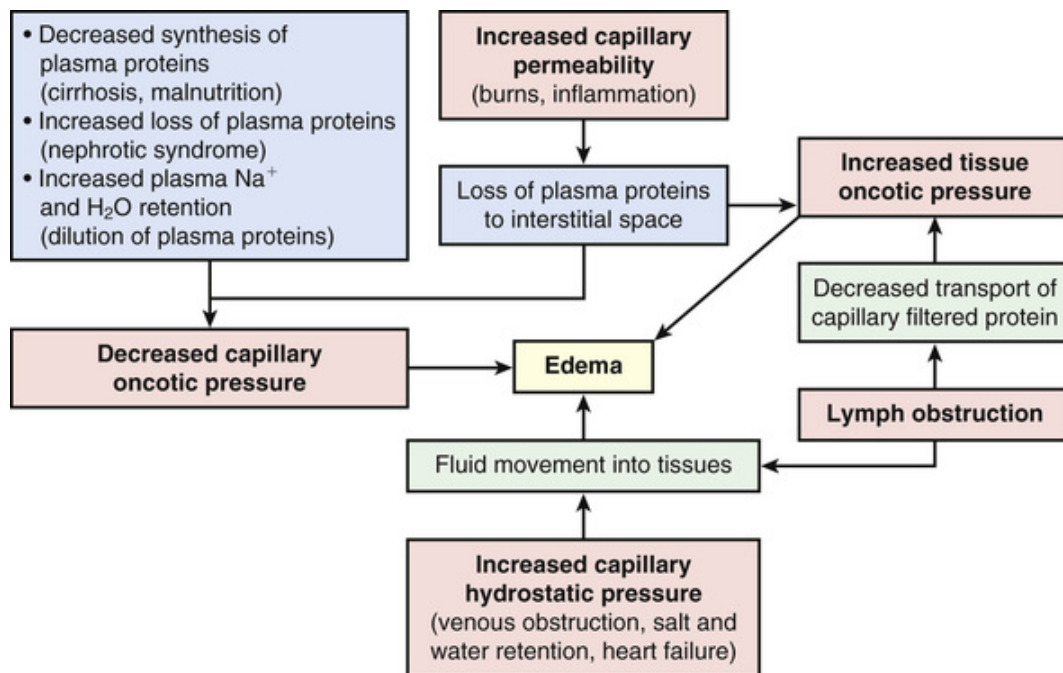 • Decreased synthesis of
plasma proteins
(cirrhosis, malnutrition)
• Increased loss of plasma proteins
(nephrotic syndrome)
• Increased plasma Na⁺
and H₂O retention
(dilution of plasma proteins)
Increased capillary
permeability
(burns, inflammation)
Loss of plasma proteins
to interstitial space
Increased tissue
oncotic pressure
Decreased transport of
capillary filtered protein
Decreased capillary
oncotic pressure
Edema
Lymph obstruction
Fluid movement into tissues
Increased capillary
hydrostatic pressure
(venous obstruction, salt and
water retention, heart failure)